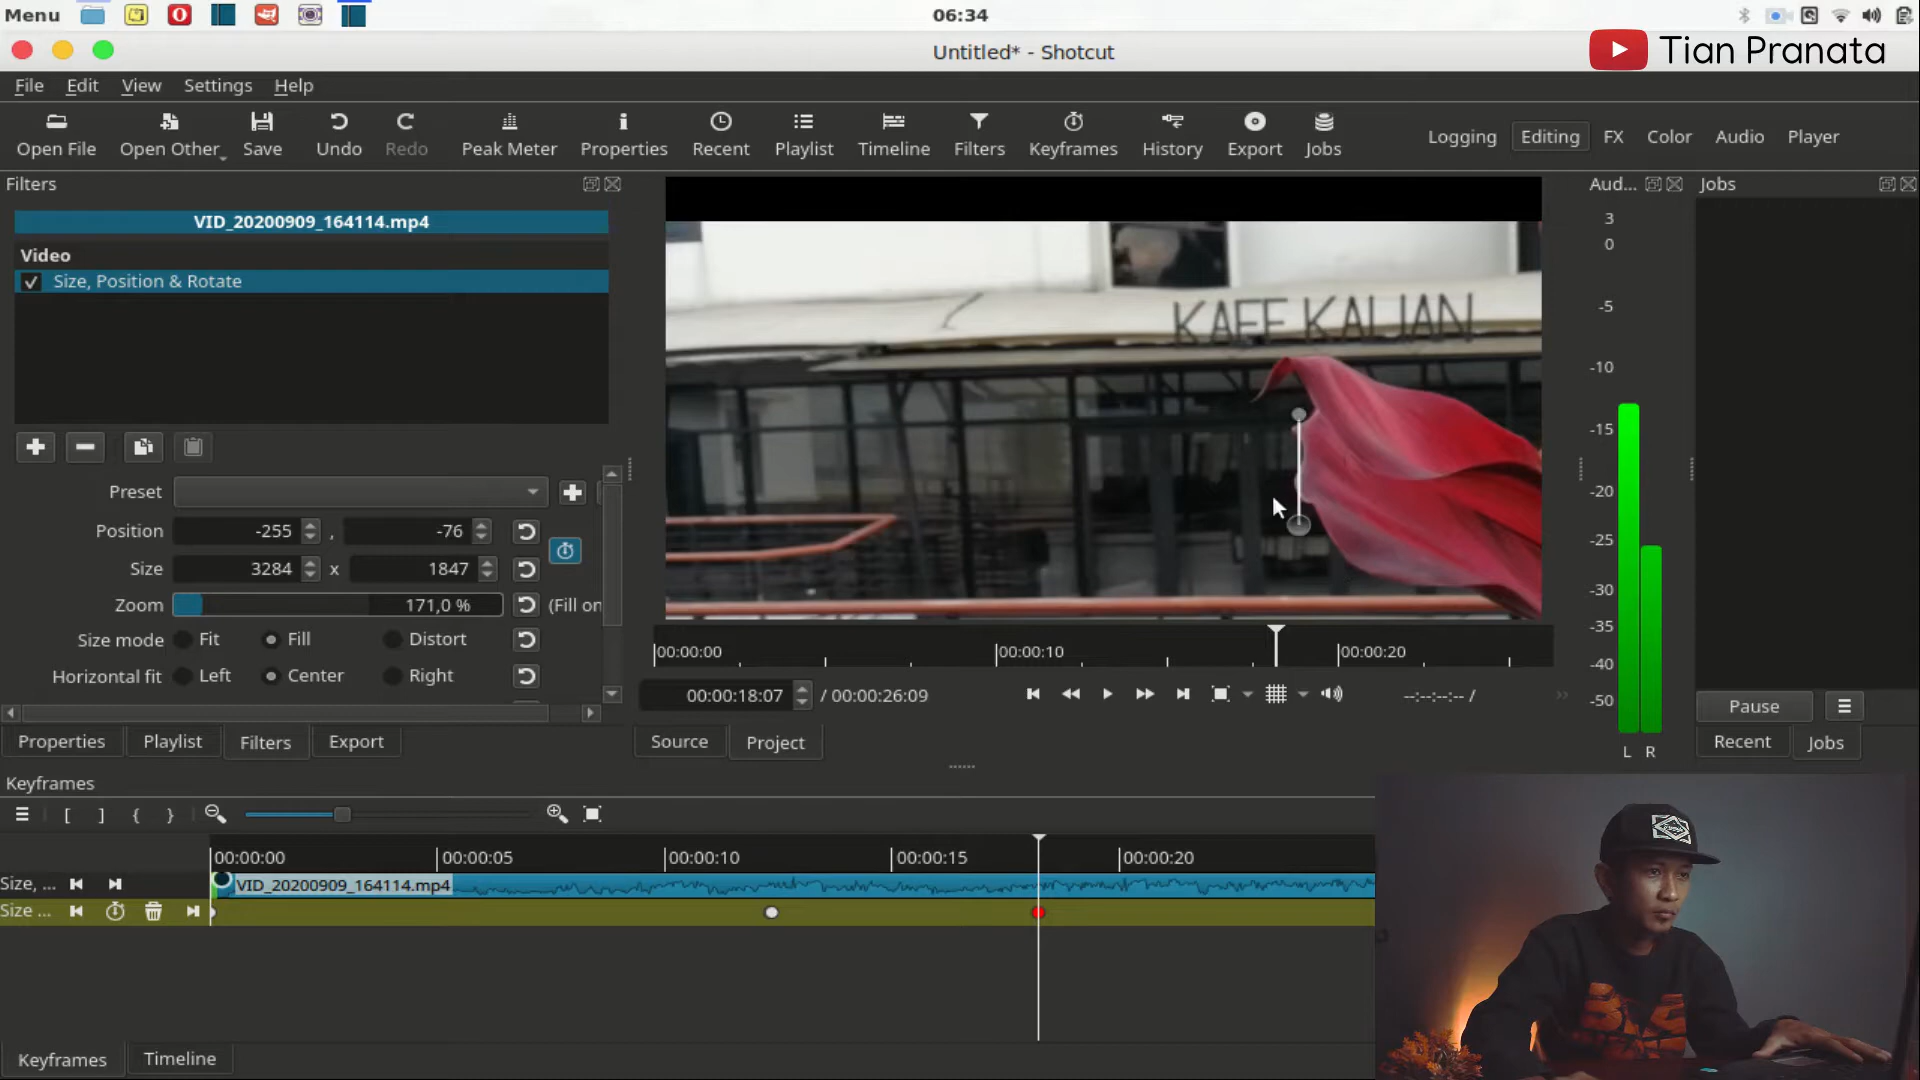 Menu
06:34
Untitled* - Shotcut
Tian Pranata
File Edit View Settings Help
Open File Open Other Save Undo Redo Peak Meter Properties Recent Playlist Timeline Filters Keyframes History Export Jobs
Logging Editing FX Color Audio Player
Filters
Aud...
Jobs
VID_20200909_164114.mp4
Video
Size, Position & Rotate
KAFE KALIAN
3
0
-5
-10
-15
-20
-25
-30
-35
-40
-50
L R
Preset
Position -255 , -76
Size 3284 x 1847
Zoom 171,0 % (Fill on
Size mode Fit Fill Distort
Horizontal fit Left Center Right
00:00:00 00:00:10 00:00:20
00:00:18:07 / 00:00:26:09
--:--:--:-- /
Pause
Properties Playlist Filters Export
Source Project
Recent Jobs
Keyframes
00:00:00 00:00:05 00:00:10 00:00:15 00:00:20
Size, ...
VID_20200909_164114.mp4
Size ...
Keyframes Timeline